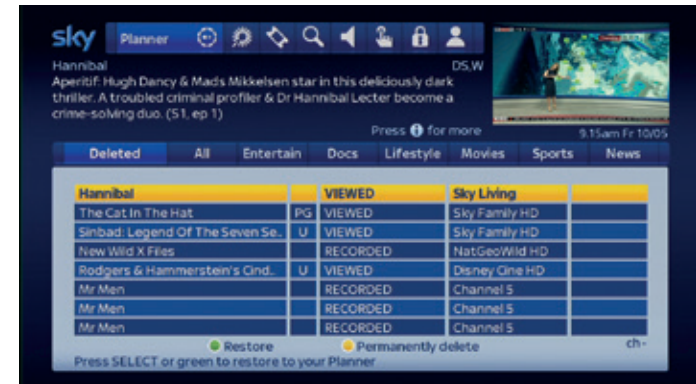 sky Planner
Hannibal DS,W
Aperitif: Hugh Dancy & Mads Mikkelsen star in this deliciously dark
thriller. A troubled criminal profiler & Dr Hannibal Lecter become a
crime-solving duo. (S1, ep 1)
Press i for more
9.15am Fr 10/05
Deleted All Entertain Docs Lifestyle Movies Sports News
Hannibal VIEWED Sky Living
The Cat In The Hat PG VIEWED Sky Family HD
Sinbad: Legend Of The Seven Se.. U VIEWED Sky Family HD
New Wild X Files RECORDED NatGeoWild HD
Rodgers & Hammerstein's Cind.. U VIEWED Disney Cine HD
Mr Men RECORDED Channel 5
Mr Men RECORDED Channel 5
Mr Men RECORDED Channel 5
Restore Permanently delete ch-
Press SELECT or green to restore to your Planner